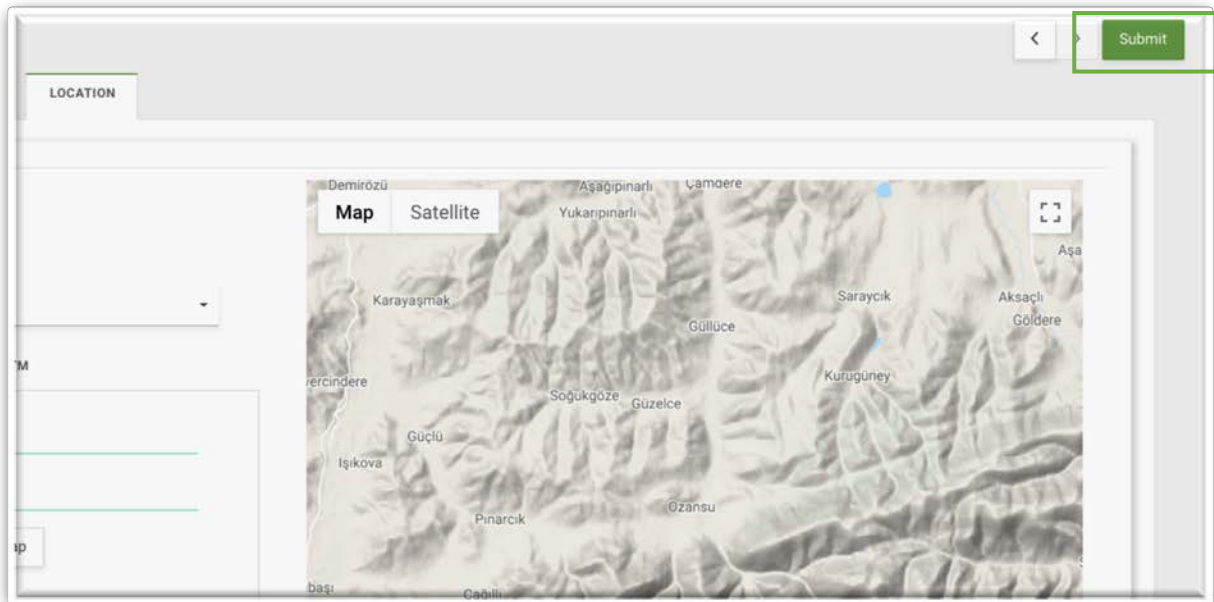 Submit
LOCATION
Demirözü
Aşağıpınarlı
Çamdere
Map Satellite
Yukarıpınarlı
Karayaşmak
Saraycık
Aksaçlı
Göldere
Güllüce
Kurugüney
Soğukgöze
Güzelce
Güçlü
Işıkova
Ozansu
Pınarcık
Çağıllı